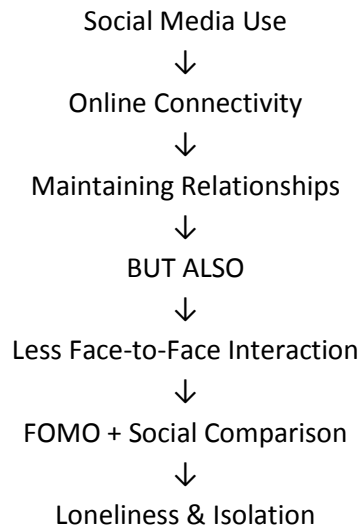 Social Media Use
↓
Online Connectivity
↓
Maintaining Relationships
↓
BUT ALSO
↓
Less Face-to-Face Interaction
↓
FOMO + Social Comparison
↓
Loneliness & Isolation